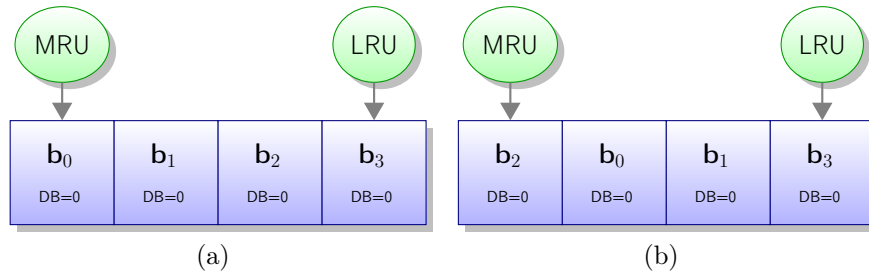 MRU LRU MRU LRU
b0 b1 b2 b3 b2 b0 b1 b3
DB=0 DB=0 DB=0 DB=0 DB=0 DB=0 DB=0 DB=0
(a) (b)